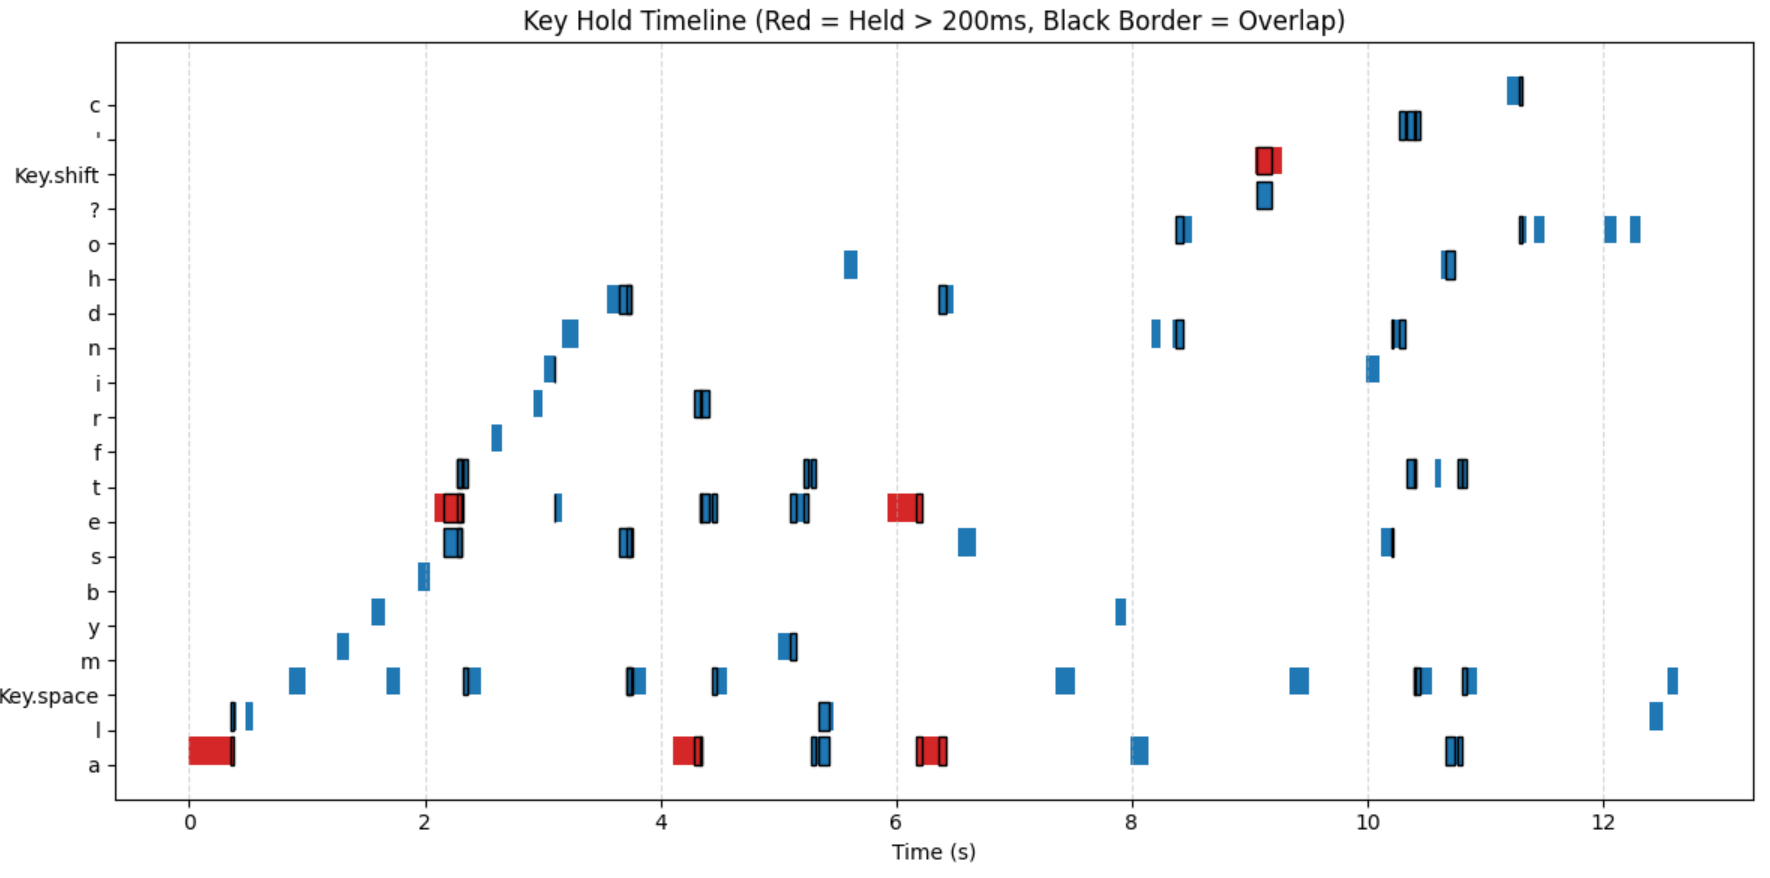 Key Hold Timeline (Red = Held > 200ms, Black Border = Overlap)
c
'
Key.shift
?
o
h
d
n
i
r
f
t
e
s
b
y
m
Key.space
l
a
0 2 4 6 8 10 12
Time (s)